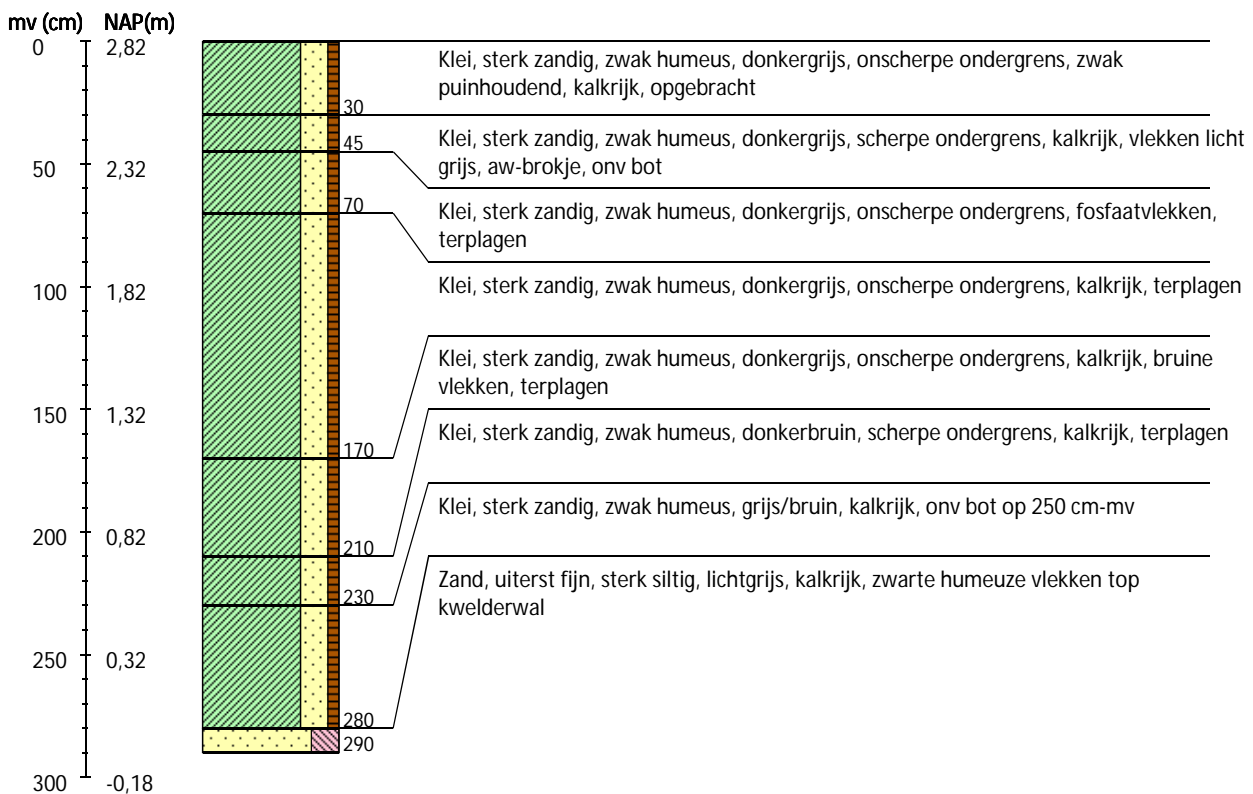 mv (cm) NAP(m)
0 2,82
Klei, sterk zandig, zwak humeus, donkergrijs, onscherpe ondergrens, zwak
puinhoudend, kalkrijk, opgebracht
30
Klei, sterk zandig, zwak humeus, donkergrijs, scherpe ondergrens, kalkrijk, vlekken licht
grijs, aw-brokje, onv bot
45
50 2,32
70
Klei, sterk zandig, zwak humeus, donkergrijs, onscherpe ondergrens, fosfaatvlekken,
terplagen
100 1,82
Klei, sterk zandig, zwak humeus, donkergrijs, onscherpe ondergrens, kalkrijk, terplagen
Klei, sterk zandig, zwak humeus, donkergrijs, onscherpe ondergrens, kalkrijk, bruine
vlekken, terplagen
150 1,32
Klei, sterk zandig, zwak humeus, donkerbruin, scherpe ondergrens, kalkrijk, terplagen
170
Klei, sterk zandig, zwak humeus, grijs/bruin, kalkrijk, onv bot op 250 cm-mv
200 0,82
210
Zand, uiterst fijn, sterk siltig, lichtgrijs, kalkrijk, zwarte humeuze vlekken top
kwelderwal
230
250 0,32
280
290
300 -0,18